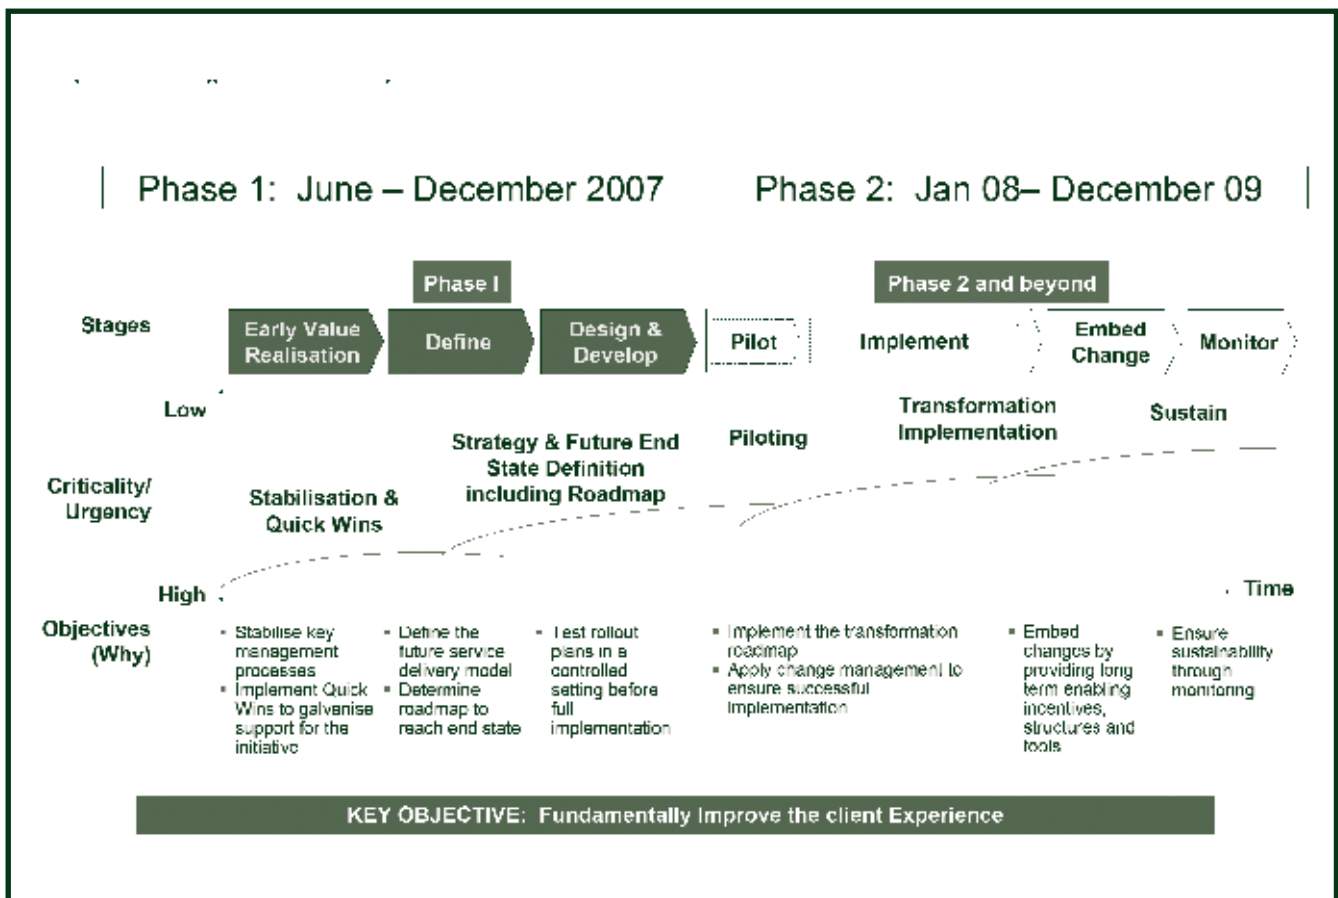 Phase 1: June – December 2007
Phase 2: Jan 08– December 09
Phase I
Phase 2 and beyond
Stages
Early Value
Realisation
Define
Design &
Develop
Pilot
Implement
Embed
Change
Monitor
Low
Criticality/
Urgency
High
Stabilisation &
Quick Wins
Strategy & Future End
State Definition
including Roadmap
Piloting
Transformation
Implementation
Sustain
Time
Objectives
(Why)
▪ Stabilise key
management
processes
▪ Implement Quick
Wins to galvanise
support for the
initiative
▪ Define the
future service
delivery model
▪ Determine
roadmap to
reach end state
▪ Test rollout
plans in a
controlled
setting before
full
implementation
▪ Implement the transformation
roadmap
▪ Apply change management to
ensure successful
implementation
▪ Embed
changes by
providing long
term enabling
incentives,
structures and
tools
▪ Ensure
sustainability
through
monitoring
KEY OBJECTIVE: Fundamentally Improve the client Experience